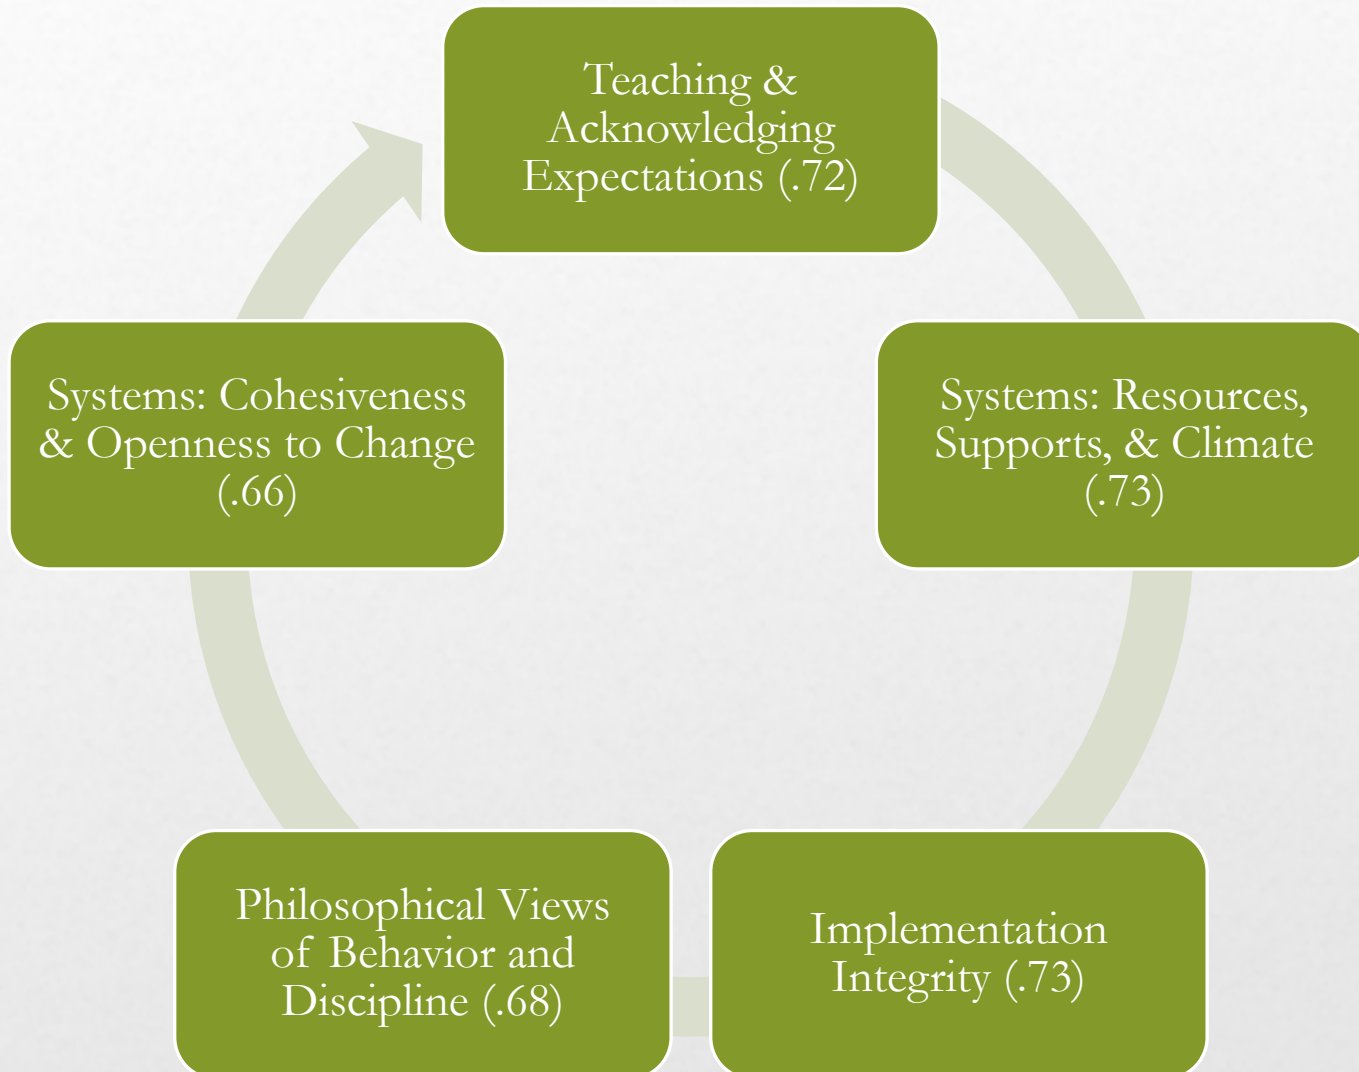 Teaching &
Acknowledging
Expectations (.72)
Systems: Resources,
Supports, & Climate
(.73)
Implementation
Integrity (.73)
Philosophical Views
of Behavior and
Discipline (.68)
Systems: Cohesiveness
& Openness to Change
(.66)